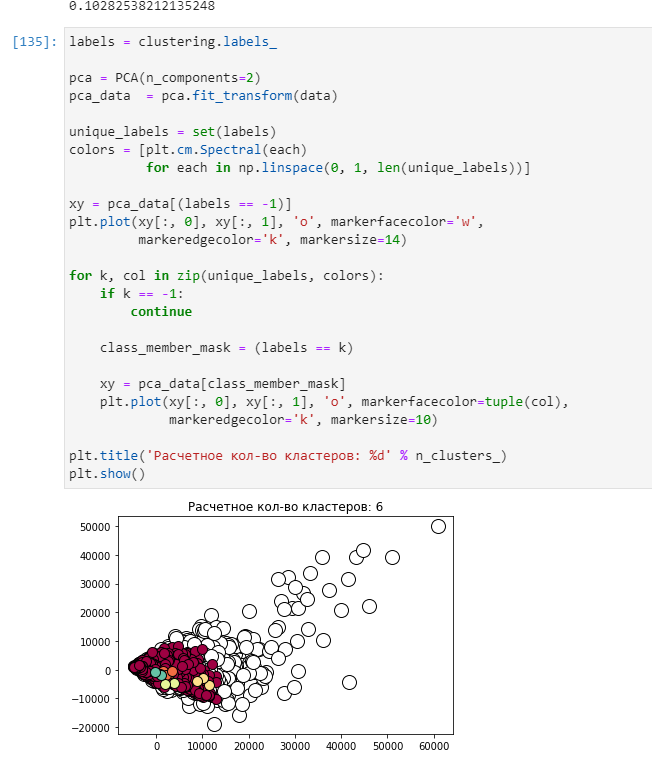 0.10282538212135248
[135]: labels = clustering.labels_
pca = PCA(n_components=2)
pca_data  = pca.fit_transform(data)
unique_labels = set(labels)
colors = [plt.cm.Spectral(each)
          for each in np.linspace(0, 1, len(unique_labels))]
xy = pca_data[(labels == -1)]
plt.plot(xy[:, 0], xy[:, 1], 'o', markerfacecolor='w',
         markeredgecolor='k', markersize=14)
for k, col in zip(unique_labels, colors):
    if k == -1:
        continue
    class_member_mask = (labels == k)
    xy = pca_data[class_member_mask]
    plt.plot(xy[:, 0], xy[:, 1], 'o', markerfacecolor=tuple(col),
             markeredgecolor='k', markersize=10)
plt.title('Расчетное кол-во кластеров: %d' % n_clusters_)
plt.show()
Расчетное кол-во кластеров: 6
50000
40000
30000
20000
10000
0
−10000
−20000
0 10000 20000 30000 40000 50000 60000